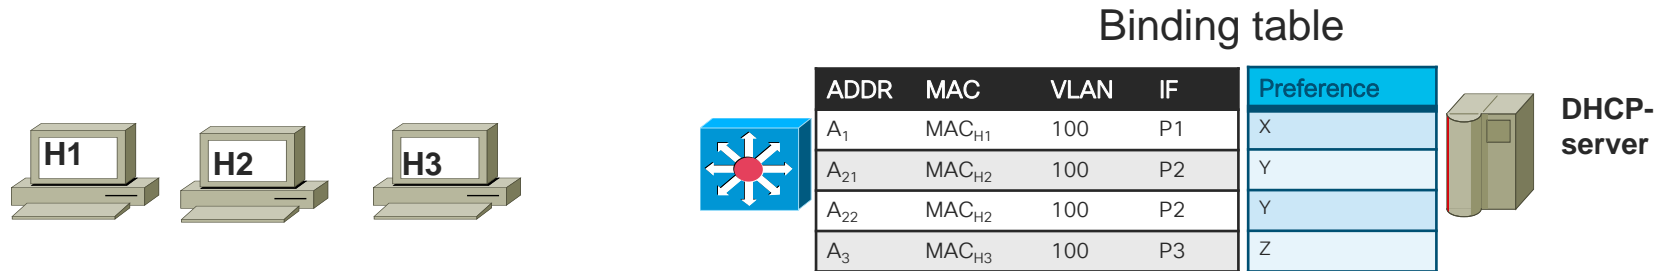 Binding table
ADDR MAC VLAN IF Preference
A1 MACH1 100 P1 X
A21 MACH2 100 P2 Y
A22 MACH2 100 P2 Y
A3 MACH3 100 P3 Z
H1 H2 H3
DHCP-
server